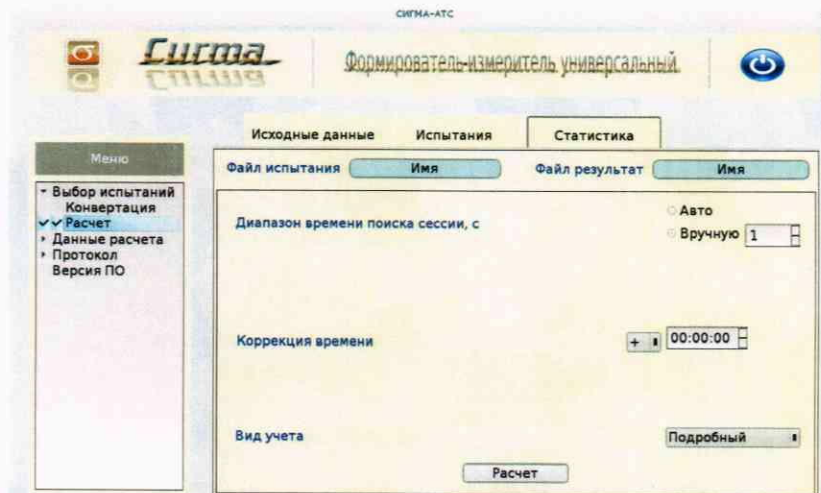 СИГМА-АТС
σ Сигма Формирователь-измеритель универсальный
Исходные данные Испытания Статистика
Меню
Файл испытания Имя Файл результат Имя
Выбор испытаний
Конвертация
Расчет
Данные расчета
Протокол
Версия ПО
Диапазон времени поиска сессии, с
Авто
Вручную 1
Коррекция времени + 00:00:00
Вид учета Подробный
Расчет